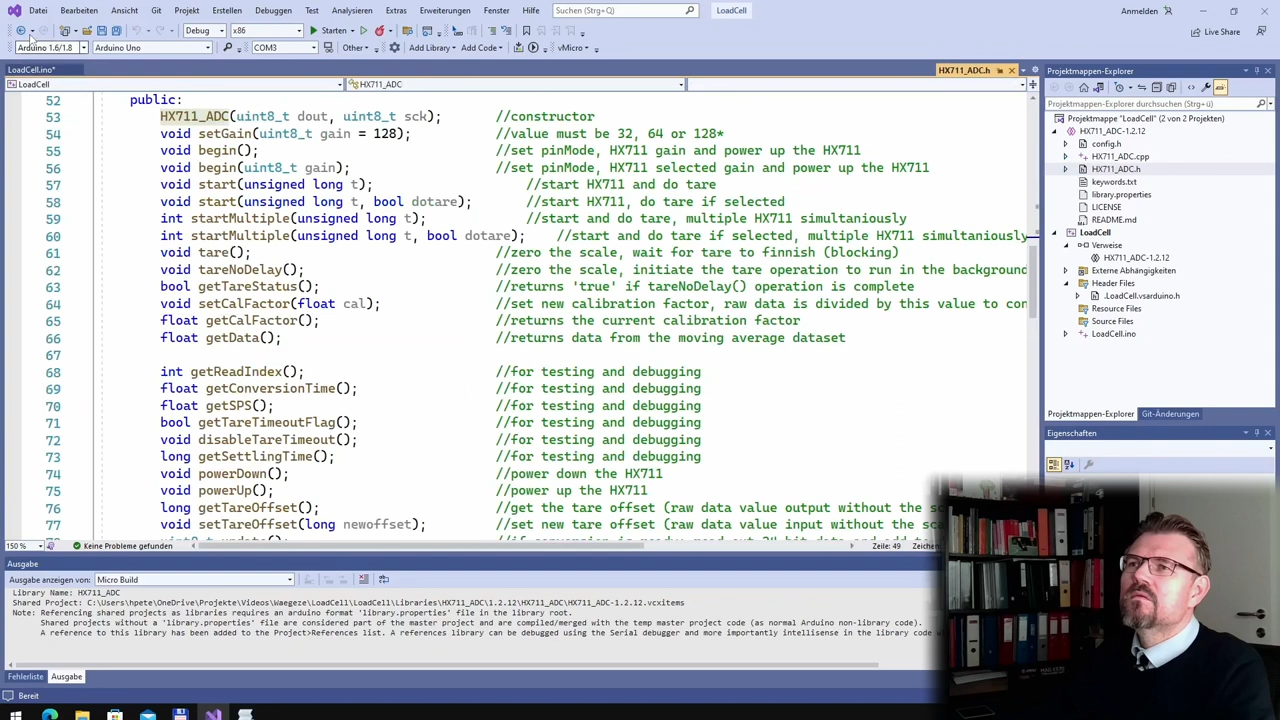 Datei Bearbeiten Ansicht Git Projekt Erstellen Debuggen Test Analysieren Extras Erweiterungen Fenster Hilfe Suchen (Strg+Q) LoadCell Anmelden
Debug x86 Starten Live Share
Arduino 1.6/1.8 Arduino Uno COM3 Other Add Library Add Code vMicro
LoadCell.ino* HX711_ADC.h
LoadCell HX711_ADC
52 public:
53 HX711_ADC(uint8_t dout, uint8_t sck); //constructor
54 void setGain(uint8_t gain = 128); //value must be 32, 64 or 128*
55 void begin(); //set pinMode, HX711 gain and power up the HX711
56 void begin(uint8_t gain); //set pinMode, HX711 selected gain and power up the HX711
57 void start(unsigned long t); //start HX711 and do tare
58 void start(unsigned long t, bool dotare); //start HX711, do tare if selected
59 int startMultiple(unsigned long t); //start and do tare, multiple HX711 simultaniously
60 int startMultiple(unsigned long t, bool dotare); //start and do tare if selected, multiple HX711 simultaniously
61 void tare(); //zero the scale, wait for tare to finnish (blocking)
62 void tareNoDelay(); //zero the scale, initiate the tare operation to run in the background
63 bool getTareStatus(); //returns 'true' if tareNoDelay() operation is complete
64 void setCalFactor(float cal); //set new calibration factor, raw data is divided by this value to con
65 float getCalFactor(); //returns the current calibration factor
66 float getData(); //returns data from the moving average dataset
67
68 int getReadIndex(); //for testing and debugging
69 float getConversionTime(); //for testing and debugging
70 float getSPS(); //for testing and debugging
71 bool getTareTimeoutFlag(); //for testing and debugging
72 void disableTareTimeout(); //for testing and debugging
73 long getSettlingTime(); //for testing and debugging
74 void powerDown(); //power down the HX711
75 void powerUp(); //power up the HX711
76 long getTareOffset(); //get the tare offset (raw data value output without the s
77 void setTareOffset(long newoffset); //set new tare offset (raw data value input without the sca
150 % Keine Probleme gefunden Zeile: 49 Zeichen
Ausgabe
Ausgabe anzeigen von: Micro Build
Library Name: HX711_ADC
Shared Project: C:\Users\hpete\OneDrive\Projekte\Videos\Waegeze\LoadCell\LoadCell\Libraries\HX711_ADC\1.2.12\HX711_ADC\HX711_ADC-1.2.12.vcxitems
Note: Referencing shared projects as libraries requires an arduino format 'library.properties' file in the library root.
Shared projects without a 'library.properties' file are considered part of the master project and are compiled/merged with the temp master project code (as normal Arduino non-library code).
A reference to this library has been added to the Project>References list. A references library can be debugged using the Serial debugger and more importantly intellisense in the library code
Fehlerliste Ausgabe
Bereit
Projektmappen-Explorer
Projektmappen-Explorer durchsuchen (Strg+ü)
Projektmappe "LoadCell" (2 von 2 Projekten)
HX711_ADC-1.2.12
config.h
HX711_ADC.cpp
HX711_ADC.h
keywords.txt
library.properties
LICENSE
README.md
LoadCell
Verweise
HX711_ADC-1.2.12
Externe Abhängigkeiten
Header Files
.LoadCell.vsarduino.h
Resource Files
Source Files
LoadCell.ino
Projektmappen-Explorer Git-Änderungen
Eigenschaften